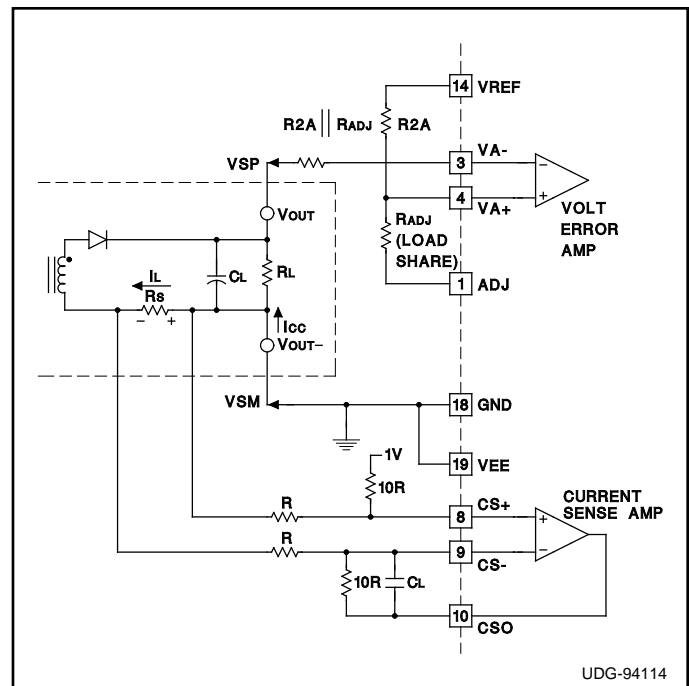 14 VREF
R2A || RADJ R2A
VSP
3 VA-
4 VA+
VOLT
ERROR
AMP
VOUT
RADJ
(LOAD
SHARE)
1 ADJ
IL
RS
- +
CL
RL
ICC
VOUT-
VSM
18 GND
19 VEE
1V
10R
R
8 CS+
CURRENT
SENSE AMP
R
9 CS-
10R CL
10 CSO
- +
+ -
UDG-94114